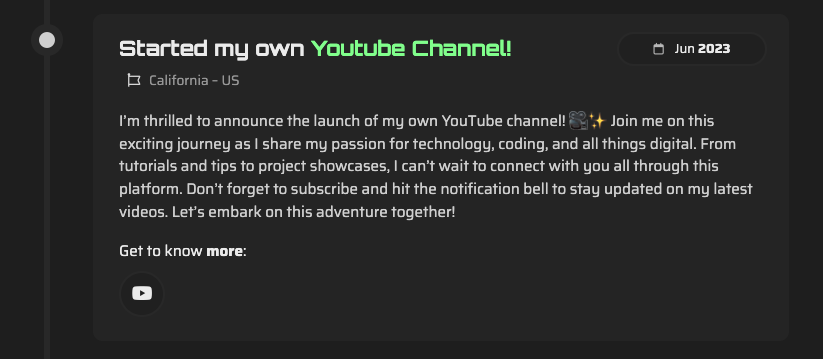 Started my own Youtube Channel!
Jun 2023
California – US
I’m thrilled to announce the launch of my own YouTube channel! 🎥✨ Join me on this
exciting journey as I share my passion for technology, coding, and all things digital. From
tutorials and tips to project showcases, I can’t wait to connect with you all through this
platform. Don’t forget to subscribe and hit the notification bell to stay updated on my latest
videos. Let’s embark on this adventure together!
Get to know more: